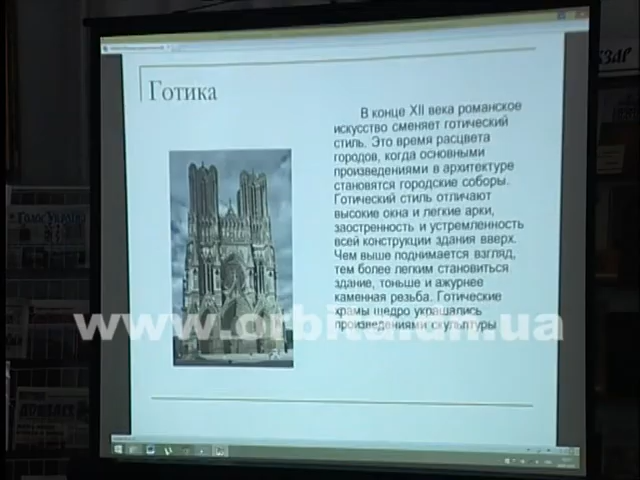 Готика
В конце XII века романское
искусство сменяет готический
стиль. Это время расцвета
городов, когда основными
произведениями в архитектуре
становятся городские соборы.
Готический стиль отличают
высокие окна и легкие арки,
заостренность и устремленность
всей конструкции здания вверх.
Чем выше поднимается взгляд,
тем более легким становиться
здание, тоньше и ажурнее
каменная резьба. Готические
храмы щедро украшались
произведениями скульптуры
www.orbita.dn.ua
Голос України